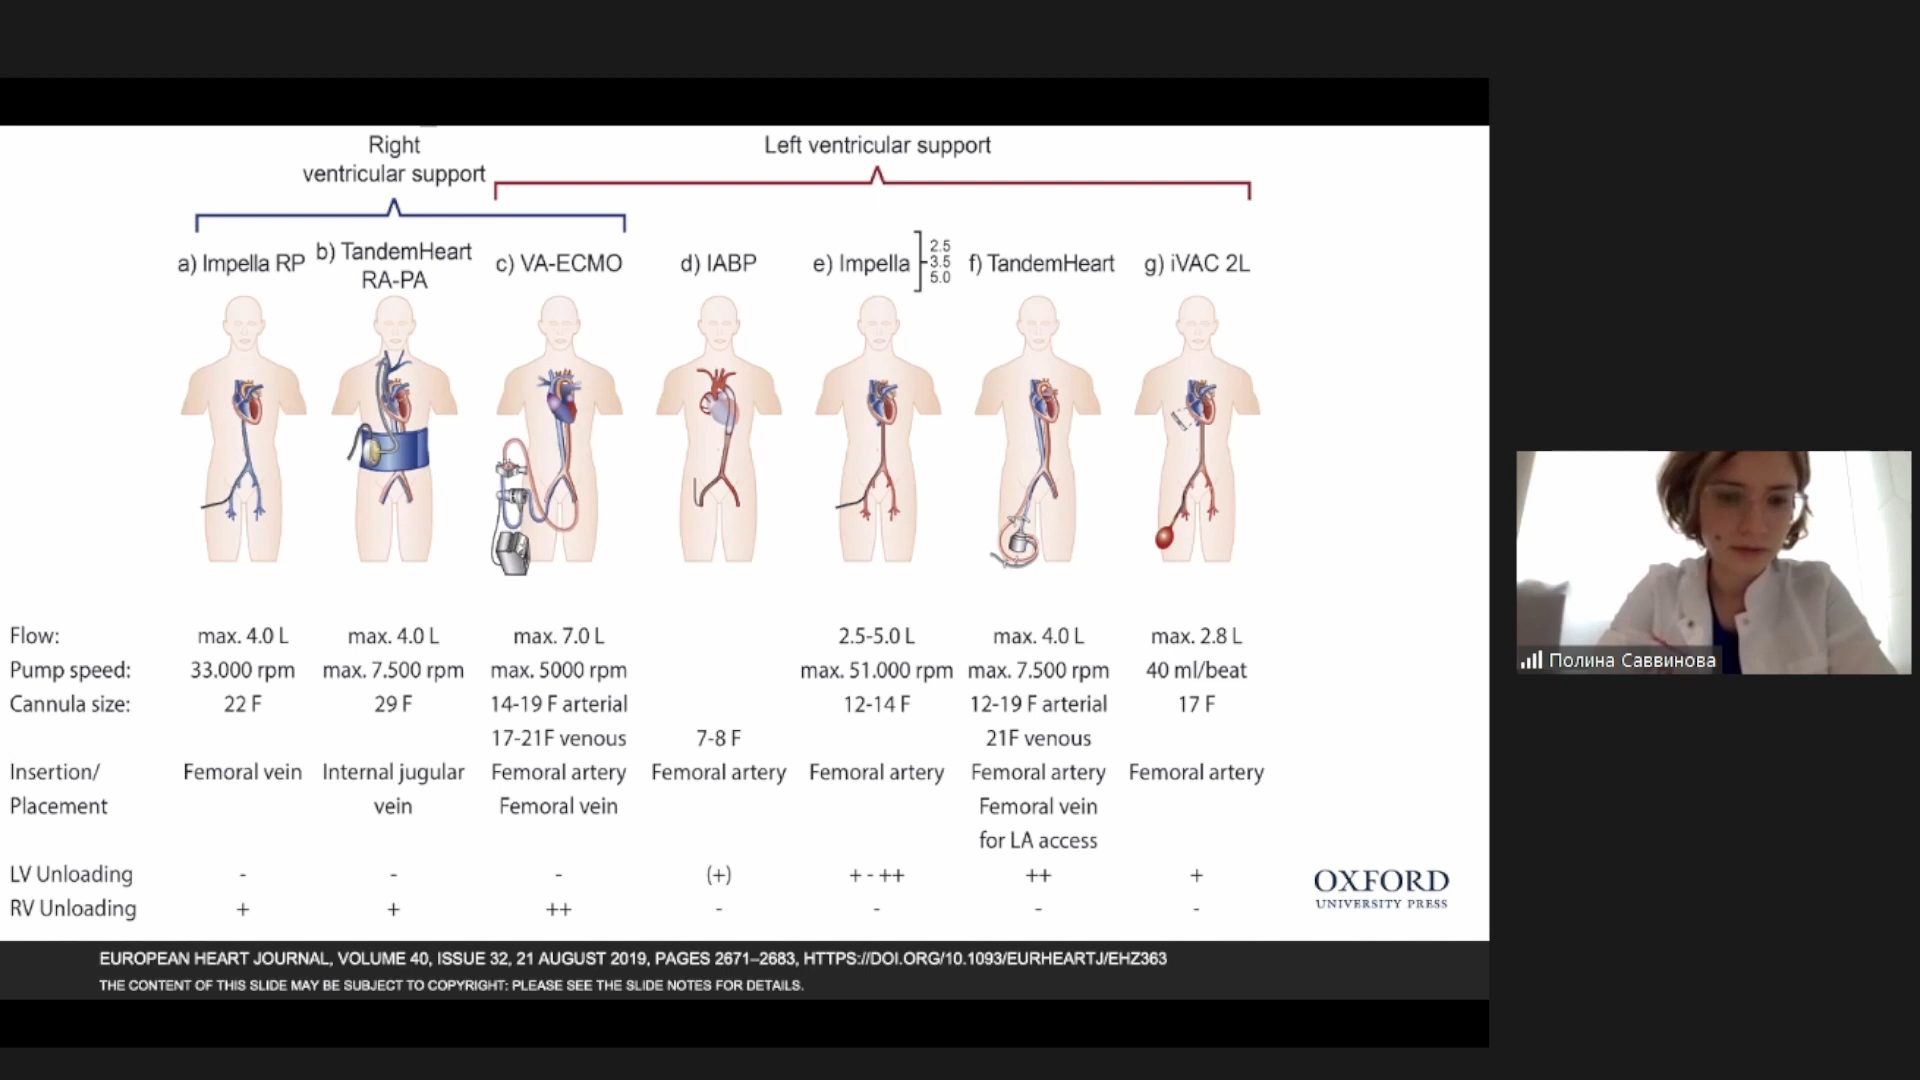 Right
ventricular support
Left ventricular support
a) Impella RP
b) TandemHeart
RA-PA
c) VA-ECMO
d) IABP
e) Impella
2.5
3.5
5.0
f) TandemHeart
g) iVAC 2L
Flow: max. 4.0 L max. 4.0 L max. 7.0 L 2.5-5.0 L max. 4.0 L max. 2.8 L
Pump speed: 33.000 rpm max. 7.500 rpm max. 5000 rpm max. 51.000 rpm max. 7.500 rpm 40 ml/beat
Cannula size: 22 F 29 F 14-19 F arterial 12-14 F 12-19 F arterial 17 F
17-21F venous 7-8 F 21F venous
Insertion/ Femoral vein Internal jugular Femoral artery Femoral artery Femoral artery Femoral artery Femoral artery
Placement vein Femoral vein Femoral vein
for LA access
LV Unloading - - - (+) + - ++ ++ +
RV Unloading + + ++ - - - -
OXFORD
UNIVERSITY PRESS
EUROPEAN HEART JOURNAL, VOLUME 40, ISSUE 32, 21 AUGUST 2019, PAGES 2671–2683, HTTPS://DOI.ORG/10.1093/EURHEARTJ/EHZ363
THE CONTENT OF THIS SLIDE MAY BE SUBJECT TO COPYRIGHT: PLEASE SEE THE SLIDE NOTES FOR DETAILS.
Полина Саввинова